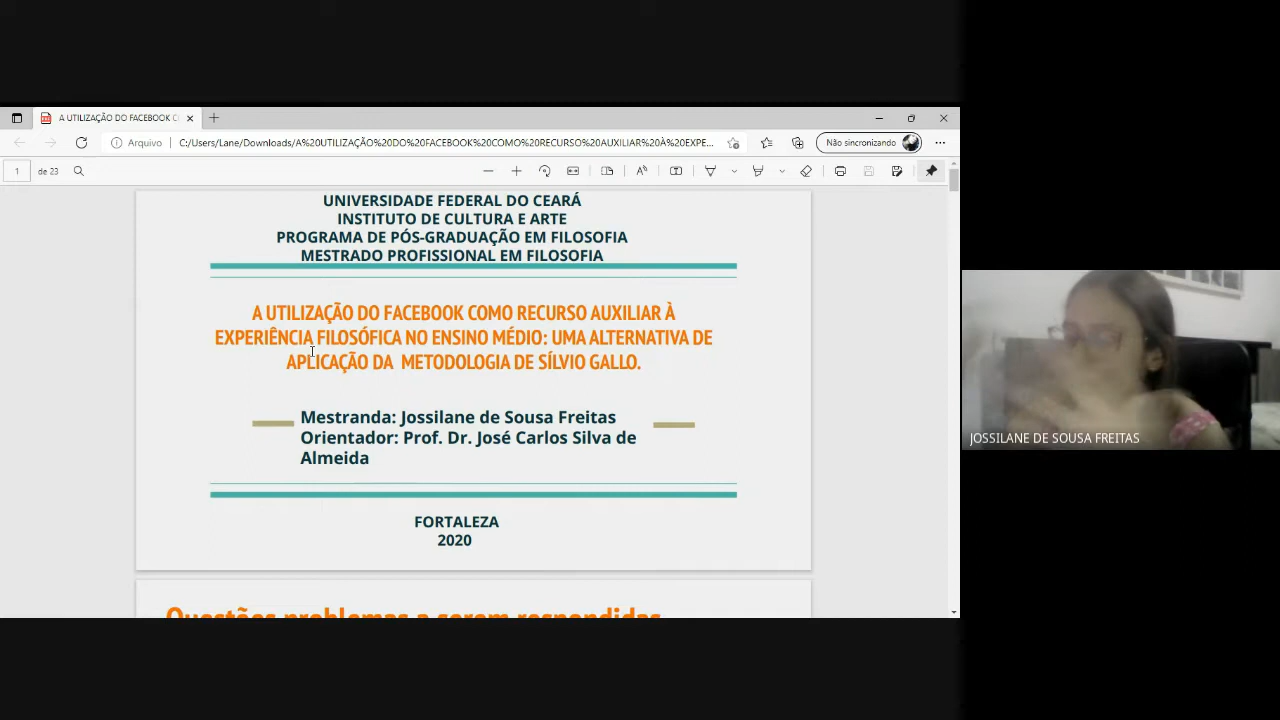 A UTILIZAÇÃO DO FACEBOOK C
Arquivo
C:/Users/Lane/Downloads/A%20UTILIZAÇÃO%20DO%20FACEBOOK%20COMO%20RECURSO%20AUXILIAR%20À%20EXPE...
Não sincronizando
1 de 23
UNIVERSIDADE FEDERAL DO CEARÁ
INSTITUTO DE CULTURA E ARTE
PROGRAMA DE PÓS-GRADUAÇÃO EM FILOSOFIA
MESTRADO PROFISSIONAL EM FILOSOFIA
A UTILIZAÇÃO DO FACEBOOK COMO RECURSO AUXILIAR À
EXPERIÊNCIA FILOSÓFICA NO ENSINO MÉDIO: UMA ALTERNATIVA DE
APLICAÇÃO DA METODOLOGIA DE SÍLVIO GALLO.
Mestranda: Jossilane de Sousa Freitas
Orientador: Prof. Dr. José Carlos Silva de
Almeida
FORTALEZA
2020
Questões problemas a serem respondidas
JOSSILANE DE SOUSA FREITAS